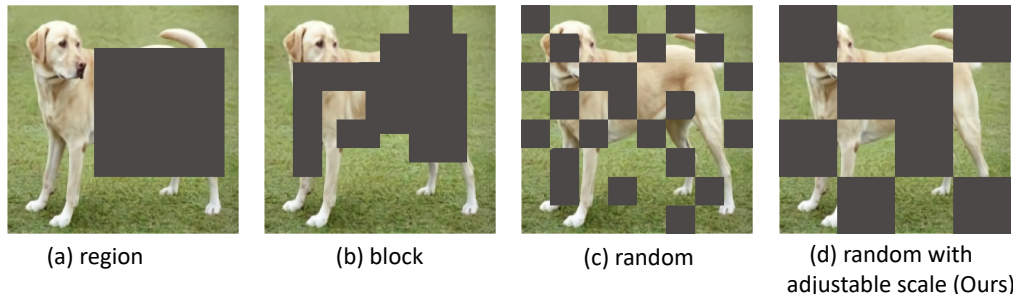 (a) region
(b) block
(c) random
(d) random with
adjustable scale (Ours)